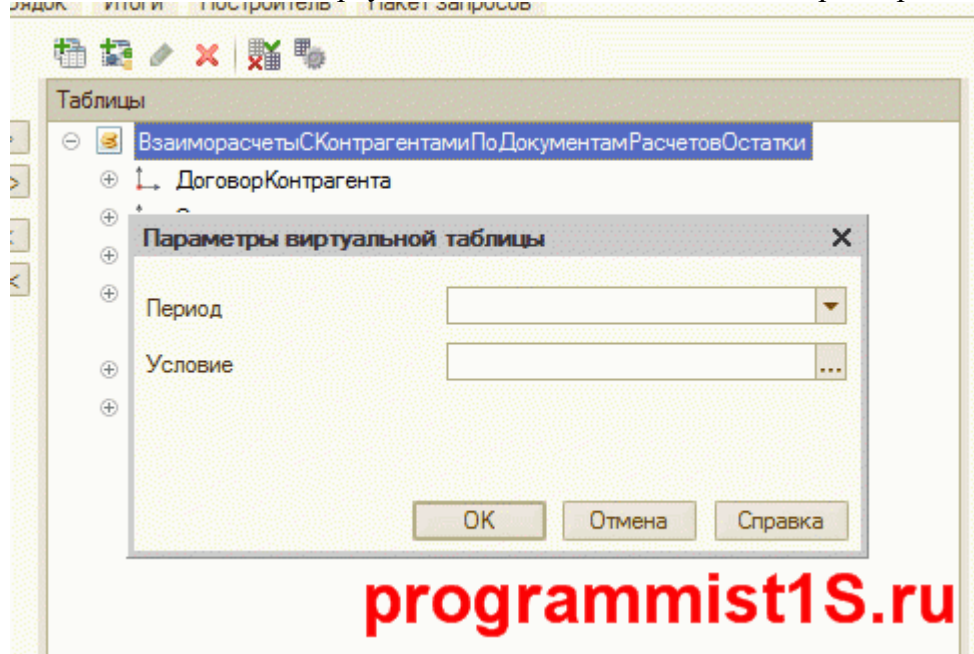 Итоги Построитель Пакет запросов
Таблицы
ВзаиморасчетыСКонтрагентамиПоДокументамРасчетовОстатки
ДоговорКонтрагента
Параметры виртуальной таблицы
Период
Условие
...
OK Отмена Справка
programmist1S.ru